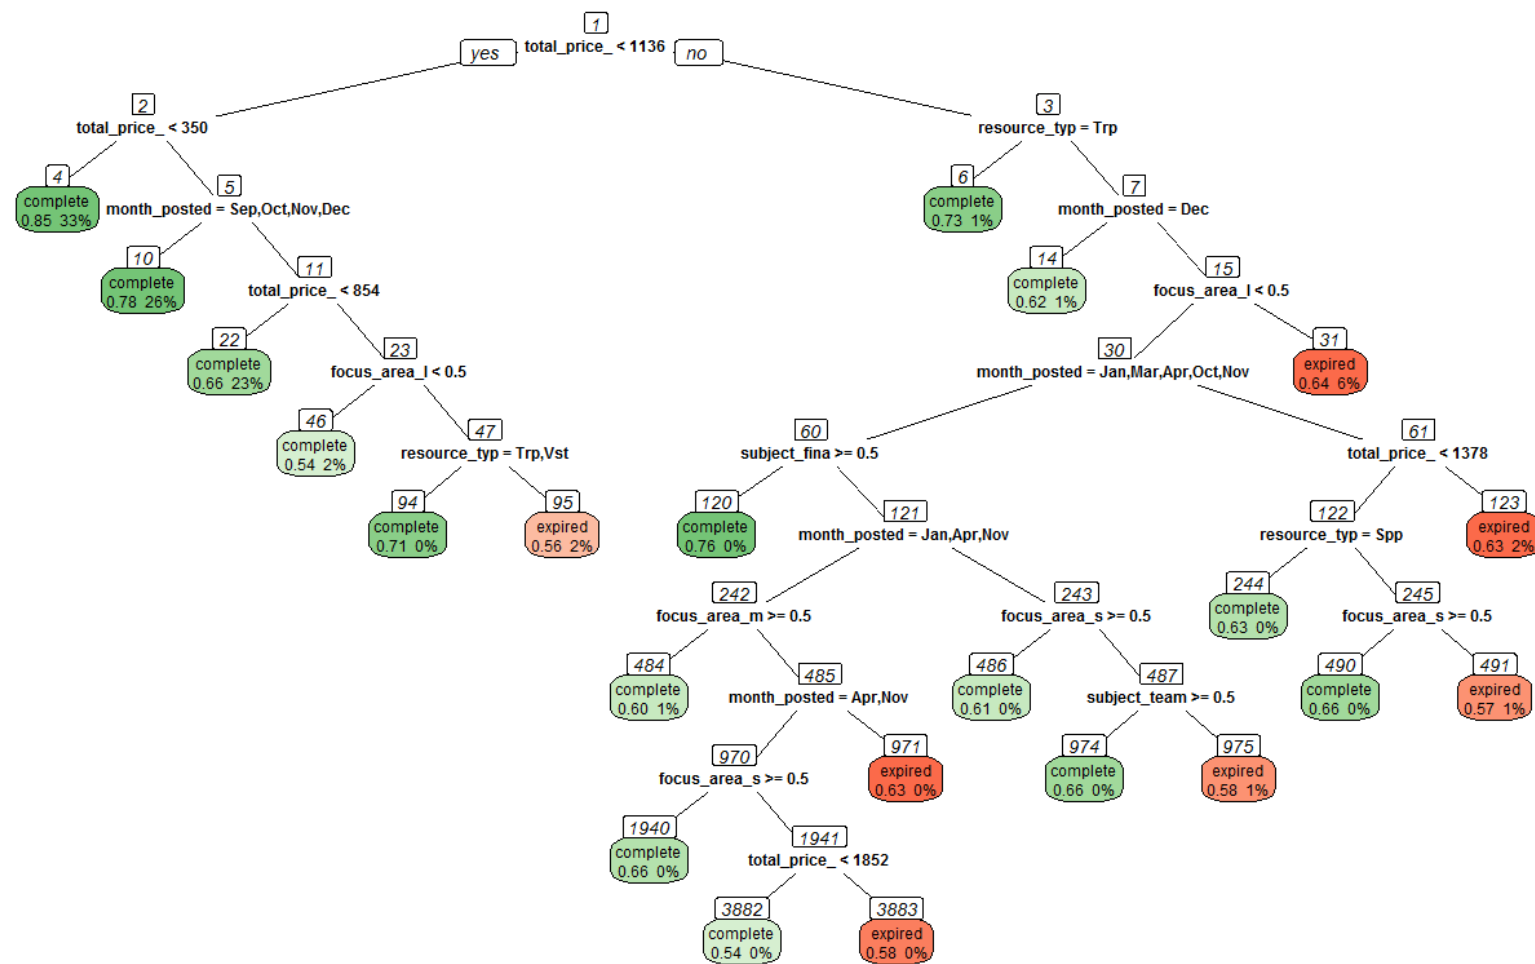 1
yes total_price_ < 1136 no
2
total_price_ < 350
3
resource_typ = Trp
4
complete
0.85 33%
5
month_posted = Sep,Oct,Nov,Dec
6
complete
0.73 1%
7
month_posted = Dec
10
complete
0.78 26%
11
total_price_ < 854
14
complete
0.62 1%
15
focus_area_l < 0.5
22
complete
0.66 23%
23
focus_area_l < 0.5
30
month_posted = Jan,Mar,Apr,Oct,Nov
31
expired
0.64 6%
46
complete
0.54 2%
47
resource_typ = Trp,Vst
60
subject_fina >= 0.5
61
total_price_ < 1378
94
complete
0.71 0%
95
expired
0.56 2%
120
complete
0.76 0%
121
month_posted = Jan,Apr,Nov
122
resource_typ = Spp
123
expired
0.63 2%
242
focus_area_m >= 0.5
243
focus_area_s >= 0.5
244
complete
0.63 0%
245
focus_area_s >= 0.5
484
complete
0.60 1%
485
month_posted = Apr,Nov
486
complete
0.61 0%
487
subject_team >= 0.5
490
complete
0.66 0%
491
expired
0.57 1%
970
focus_area_s >= 0.5
971
expired
0.63 0%
974
complete
0.66 0%
975
expired
0.58 1%
1940
complete
0.66 0%
1941
total_price_ < 1852
3882
complete
0.54 0%
3883
expired
0.58 0%